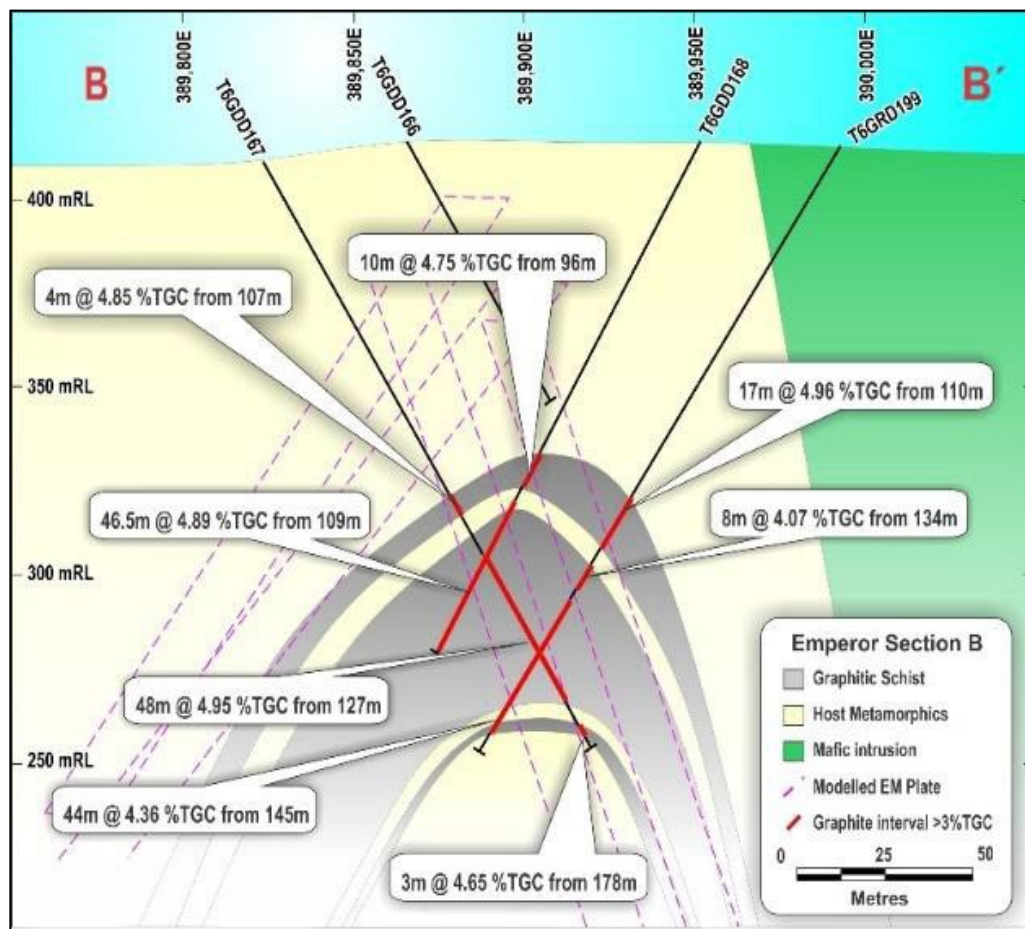 B
389,800E
389,850E
389,900E
389,950E
390,000E
B´
T6GDD167
T6GDD166
T6GDD168
T6GRD199
400 mRL
350 mRL
300 mRL
250 mRL
10m @ 4.75 %TGC from 96m
4m @ 4.85 %TGC from 107m
17m @ 4.96 %TGC from 110m
46.5m @ 4.89 %TGC from 109m
8m @ 4.07 %TGC from 134m
48m @ 4.95 %TGC from 127m
44m @ 4.36 %TGC from 145m
3m @ 4.65 %TGC from 178m
Emperor Section B
Graphitic Schist
Host Metamorphics
Mafic intrusion
Modelled EM Plate
Graphite interval >3%TGC
0 25 50
Metres